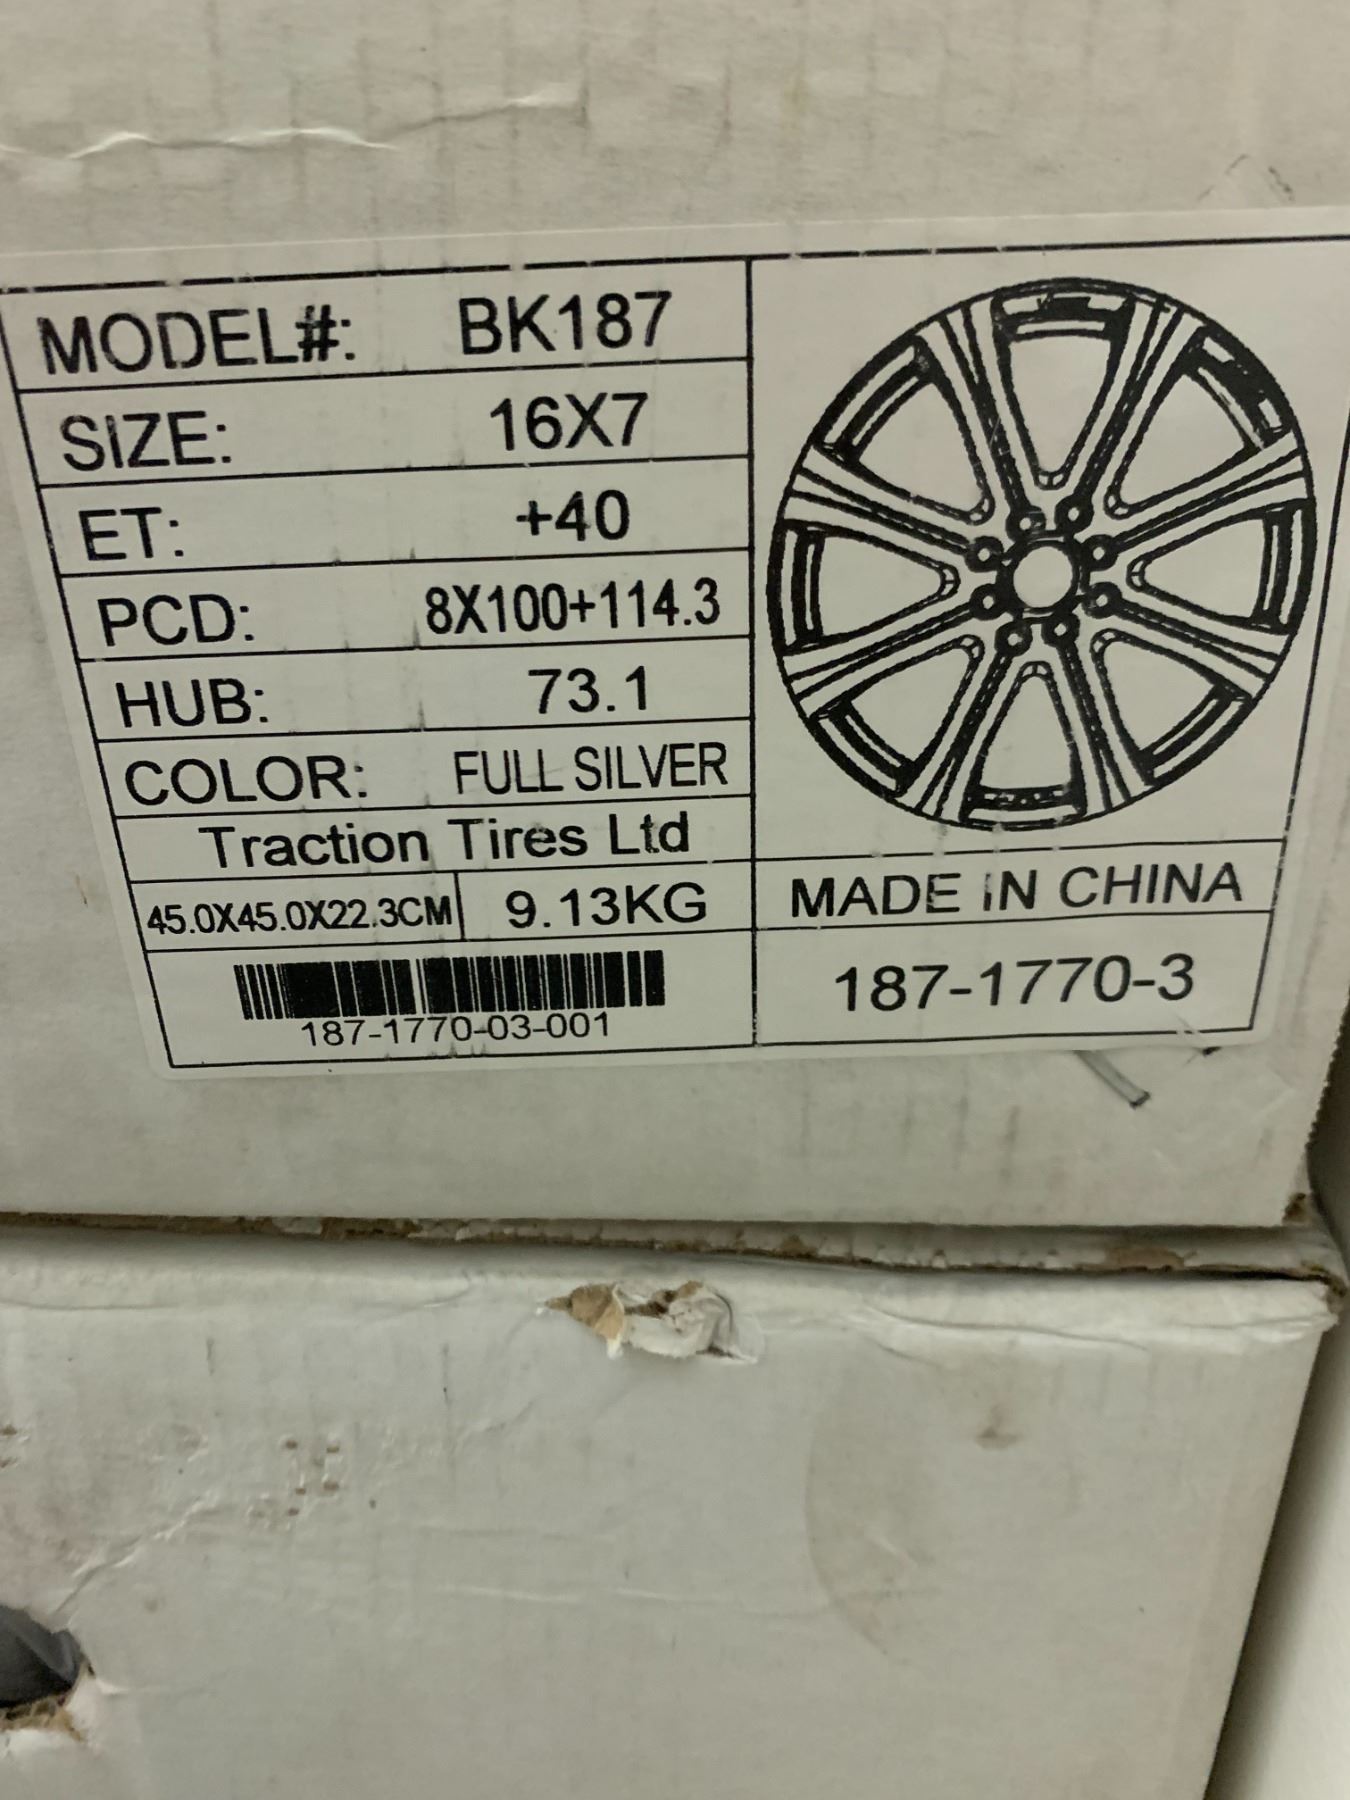 MODEL#: BK187
SIZE: 16X7
ET: +40
PCD: 8X100+114.3
HUB: 73.1
COLOR: FULL SILVER
Traction Tires Ltd
45.0X45.0X22.3CM 9.13KG
187-1770-03-001
MADE IN CHINA
187-1770-3